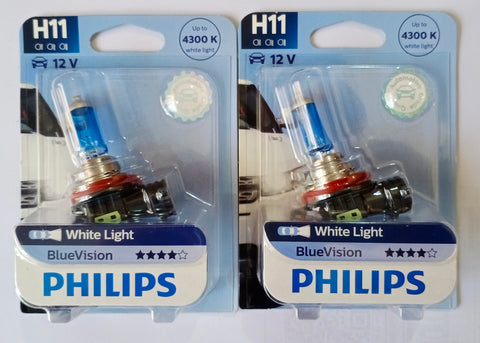 H11
12 V
Up to
4300 K
white light
White Light
BlueVision
PHILIPS
H11
12 V
Up to
4300 K
white light
White Light
BlueVision
PHILIPS